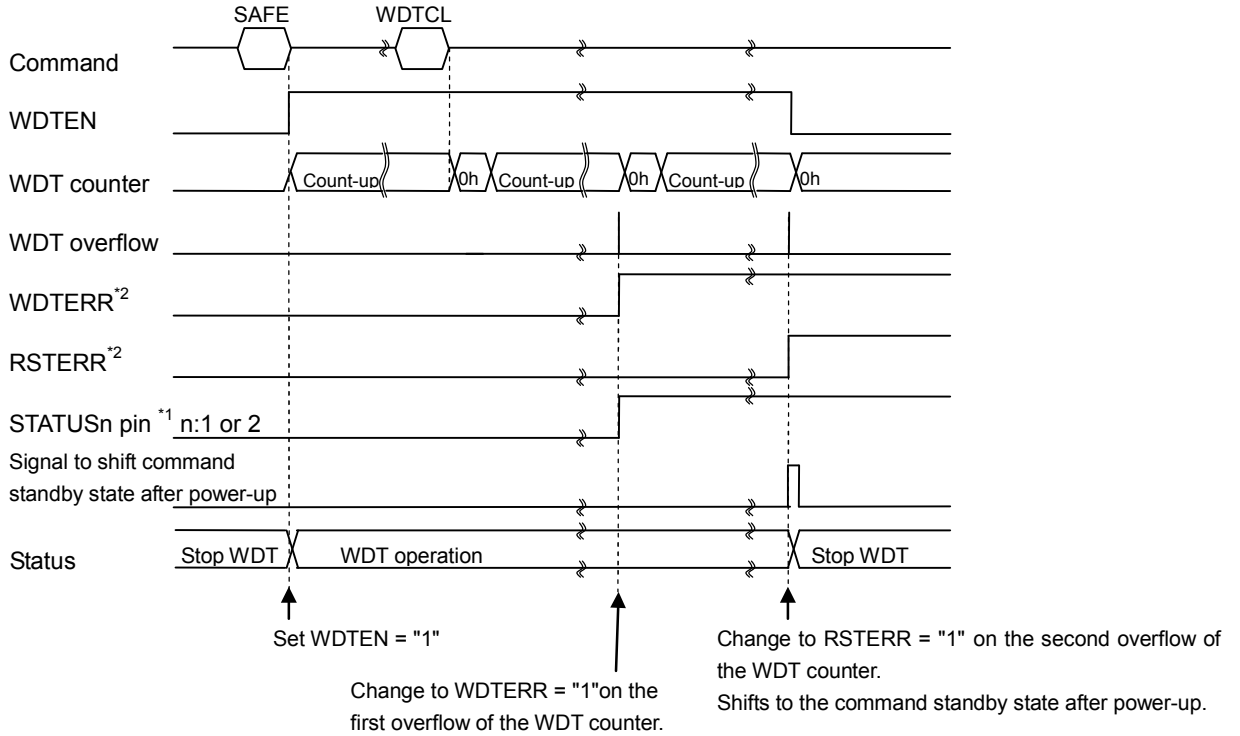 SAFE WDTCL
Command
WDTEN
WDT counter Count-up 0h Count-up 0h Count-up 0h
WDT overflow
WDTERR*2
RSTERR*2
STATUSn pin *1 n:1 or 2
Signal to shift command
standby state after power-up
Status Stop WDT WDT operation Stop WDT
Set WDTEN = "1"
Change to WDTERR = "1"on the
first overflow of the WDT counter.
Change to RSTERR = "1" on the second overflow of
the WDT counter.
Shifts to the command standby state after power-up.